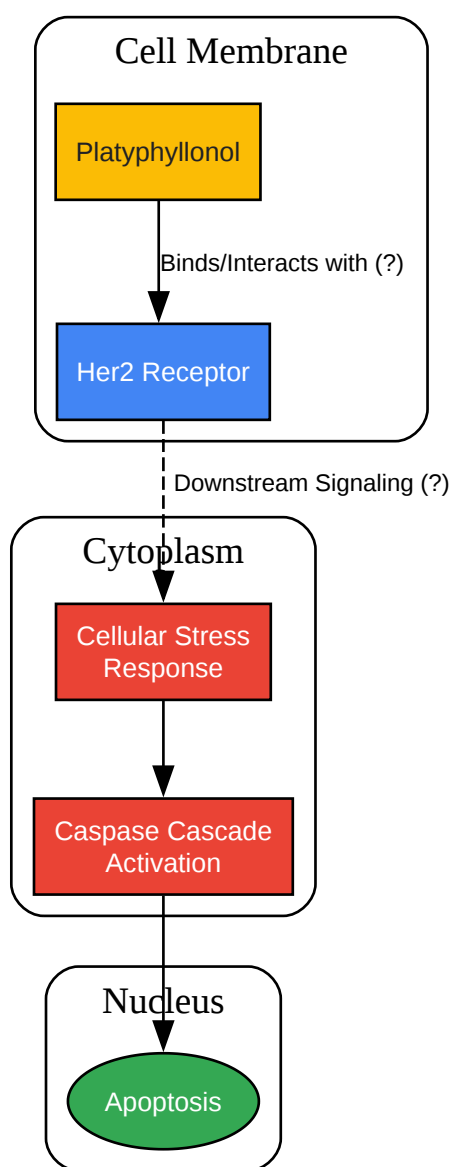 Cell Membrane
Platyphyllonol
Binds/Interacts with (?)
Her2 Receptor
Downstream Signaling (?)
Cytoplasm
Cellular Stress
Response
Caspase Cascade
Activation
Nucleus
Apoptosis